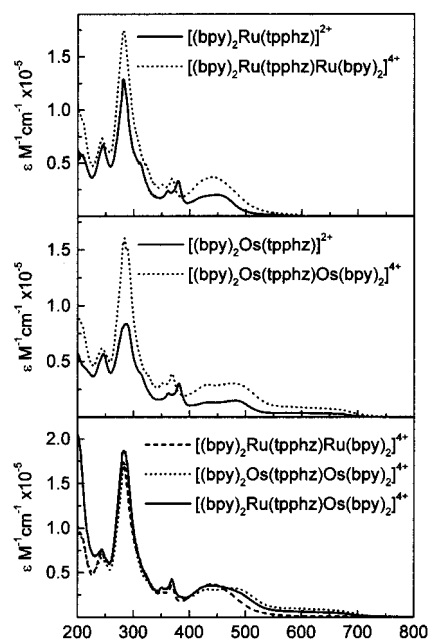 1.5
1.0
0.5
ε M⁻¹cm⁻¹ x10⁻⁵
[(bpy)₂Ru(tpphz)]²⁺
[(bpy)₂Ru(tpphz)Ru(bpy)₂]⁴⁺
1.5
1.0
0.5
ε M⁻¹cm⁻¹ x10⁻⁵
[(bpy)₂Os(tpphz)]²⁺
[(bpy)₂Os(tpphz)Os(bpy)₂]⁴⁺
2.0
1.5
1.0
0.5
ε M⁻¹cm⁻¹ x10⁻⁵
[(bpy)₂Ru(tpphz)Ru(bpy)₂]⁴⁺
[(bpy)₂Os(tpphz)Os(bpy)₂]⁴⁺
[(bpy)₂Ru(tpphz)Os(bpy)₂]⁴⁺
200 300 400 500 600 700 800